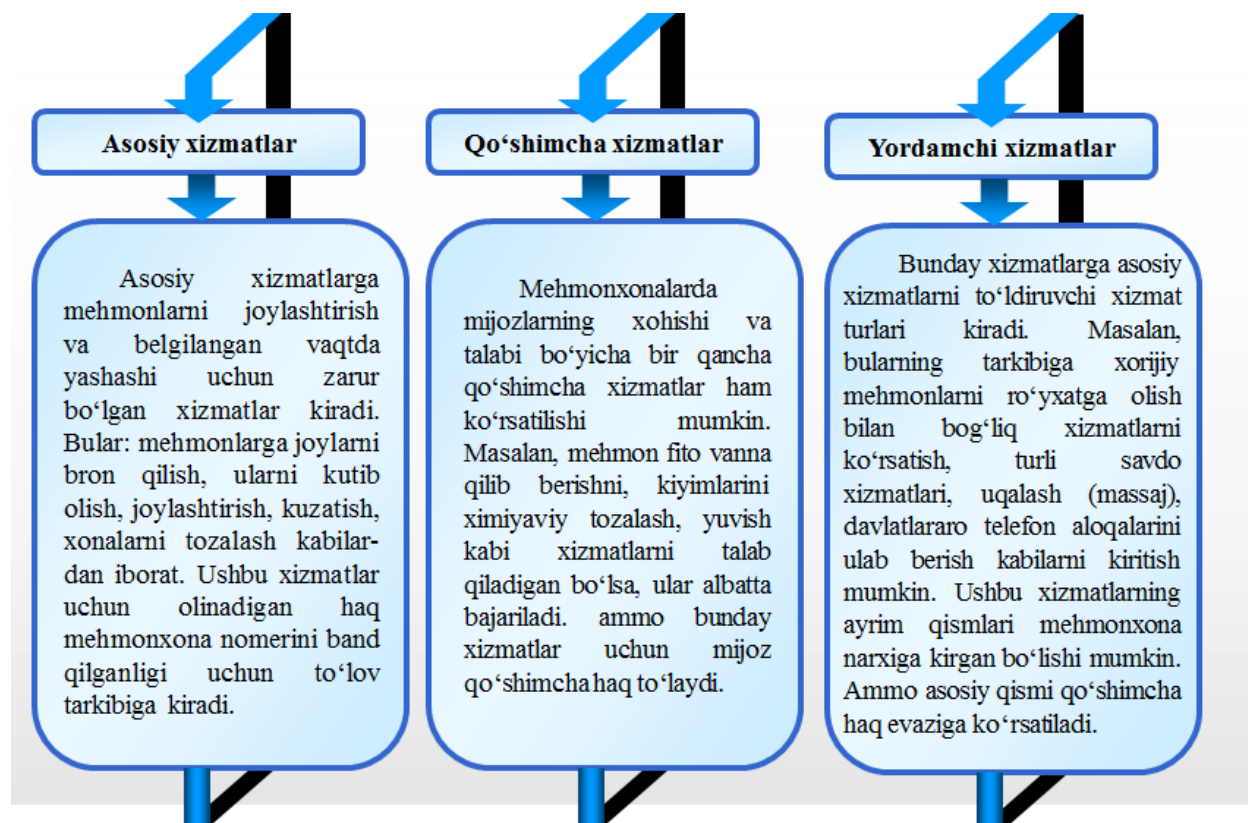 Asosiy xizmatlar
Asosiy xizmatlarga
mehmonlarni joylashtirish
va belgilangan vaqtda
yashashi uchun zarur
bo‘lgan xizmatlar kiradi.
Bular: mehmonlarga joylarni
bron qilish, ularni kutib
olish, joylashtirish, kuzatish,
xonalarni tozalash kabilar-
dan iborat. Ushbu xizmatlar
uchun olinadigan haq
mehmonxona nomerini band
qilganligi uchun to‘lov
tarkibiga kiradi.
Qo‘shimcha xizmatlar
Mehmonxonalarda
mijozlarning xohishi va
talabi bo‘yicha bir qancha
qo‘shimcha xizmatlar ham
ko‘rsatilishi mumkin.
Masalan, mehmon fito vanna
qilib berishni, kiyimlarini
ximiyaviy tozalash, yuvish
kabi xizmatlarni talab
qiladigan bo‘lsa, ular albatta
bajariladi. ammo bunday
xizmatlar uchun mijoz
qo‘shimcha haq to‘laydi.
Yordamchi xizmatlar
Bunday xizmatlarga asosiy
xizmatlarni to‘ldiruvchi xizmat
turlari kiradi. Masalan,
bularning tarkibiga xorijiy
mehmonlarni ro‘yxatga olish
bilan bog‘liq xizmatlarni
ko‘rsatish, turli savdo
xizmatlari, uqalash (massaj),
davlatlararo telefon aloqalarini
ulab berish kabilarni kiritish
mumkin. Ushbu xizmatlarning
ayrim qismlari mehmonxona
narxiga kirgan bo‘lishi mumkin.
Ammo asosiy qismi qo‘shimcha
haq evaziga ko‘rsatiladi.